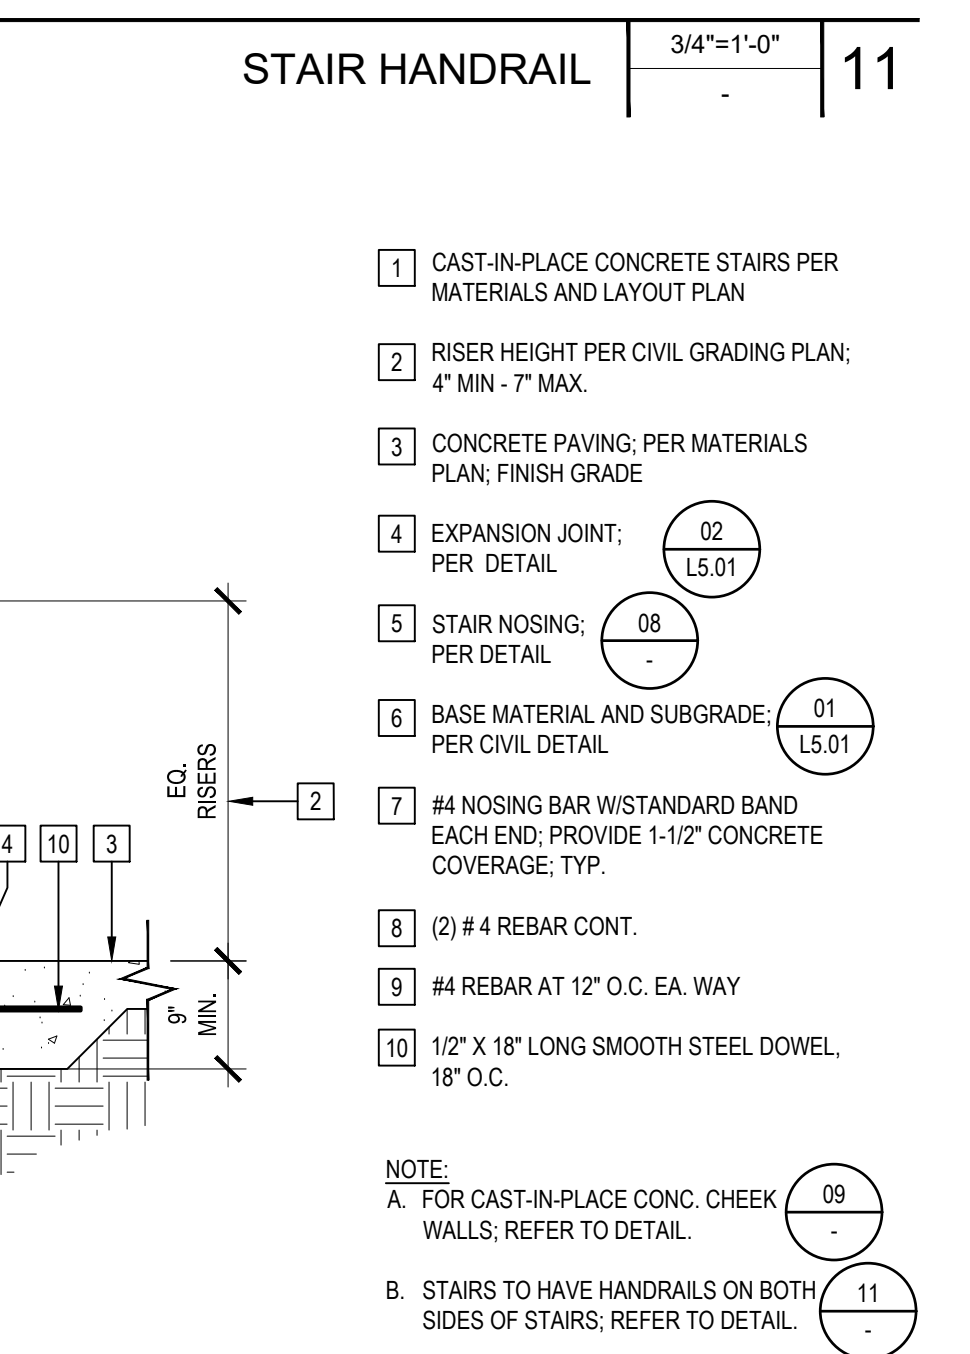 STAIR HANDRAIL
3/4"=1'-0"
-
11
1 CAST-IN-PLACE CONCRETE STAIRS PER
MATERIALS AND LAYOUT PLAN
2 RISER HEIGHT PER CIVIL GRADING PLAN;
4" MIN - 7" MAX.
3 CONCRETE PAVING; PER MATERIALS
PLAN; FINISH GRADE
4 EXPANSION JOINT;
PER DETAIL
02
L5.01
5 STAIR NOSING;
PER DETAIL
08
-
6 BASE MATERIAL AND SUBGRADE;
PER CIVIL DETAIL
01
L5.01
7 #4 NOSING BAR W/STANDARD BAND
EACH END; PROVIDE 1-1/2" CONCRETE
COVERAGE; TYP.
8 (2) # 4 REBAR CONT.
9 #4 REBAR AT 12" O.C. EA. WAY
10 1/2" X 18" LONG SMOOTH STEEL DOWEL,
18" O.C.
EQ.
RISERS
2
4
10
3
9"
MIN.
NOTE:
A. FOR CAST-IN-PLACE CONC. CHEEK
WALLS; REFER TO DETAIL.
09
-
B. STAIRS TO HAVE HANDRAILS ON BOTH
SIDES OF STAIRS; REFER TO DETAIL.
11
-